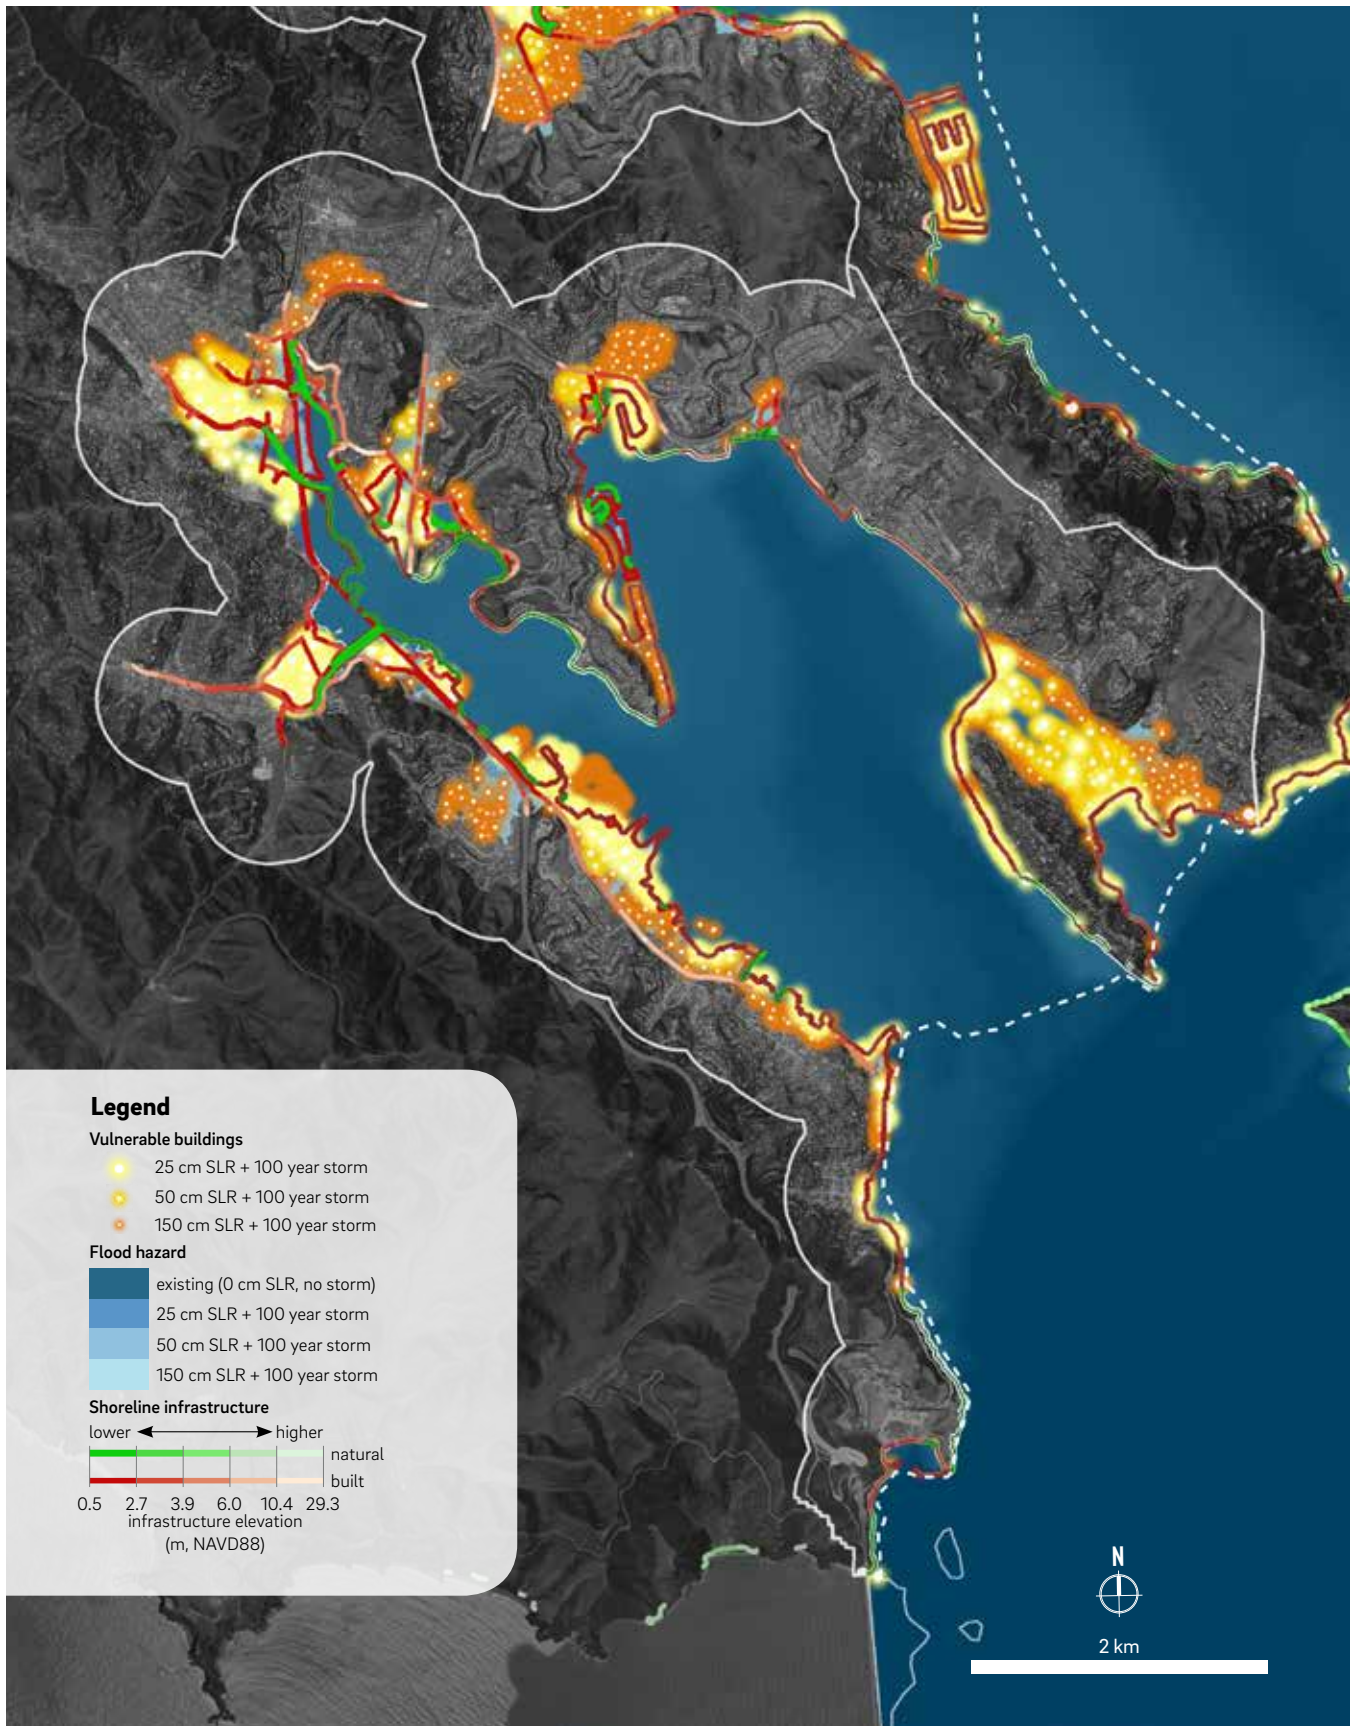 Legend
Vulnerable buildings
25 cm SLR + 100 year storm
50 cm SLR + 100 year storm
150 cm SLR + 100 year storm
Flood hazard
existing (0 cm SLR, no storm)
25 cm SLR + 100 year storm
50 cm SLR + 100 year storm
150 cm SLR + 100 year storm
Shoreline infrastructure
lower higher
natural
built
0.5 2.7 3.9 6.0 10.4 29.3
infrastructure elevation
(m, NAVD88)
N
2 km